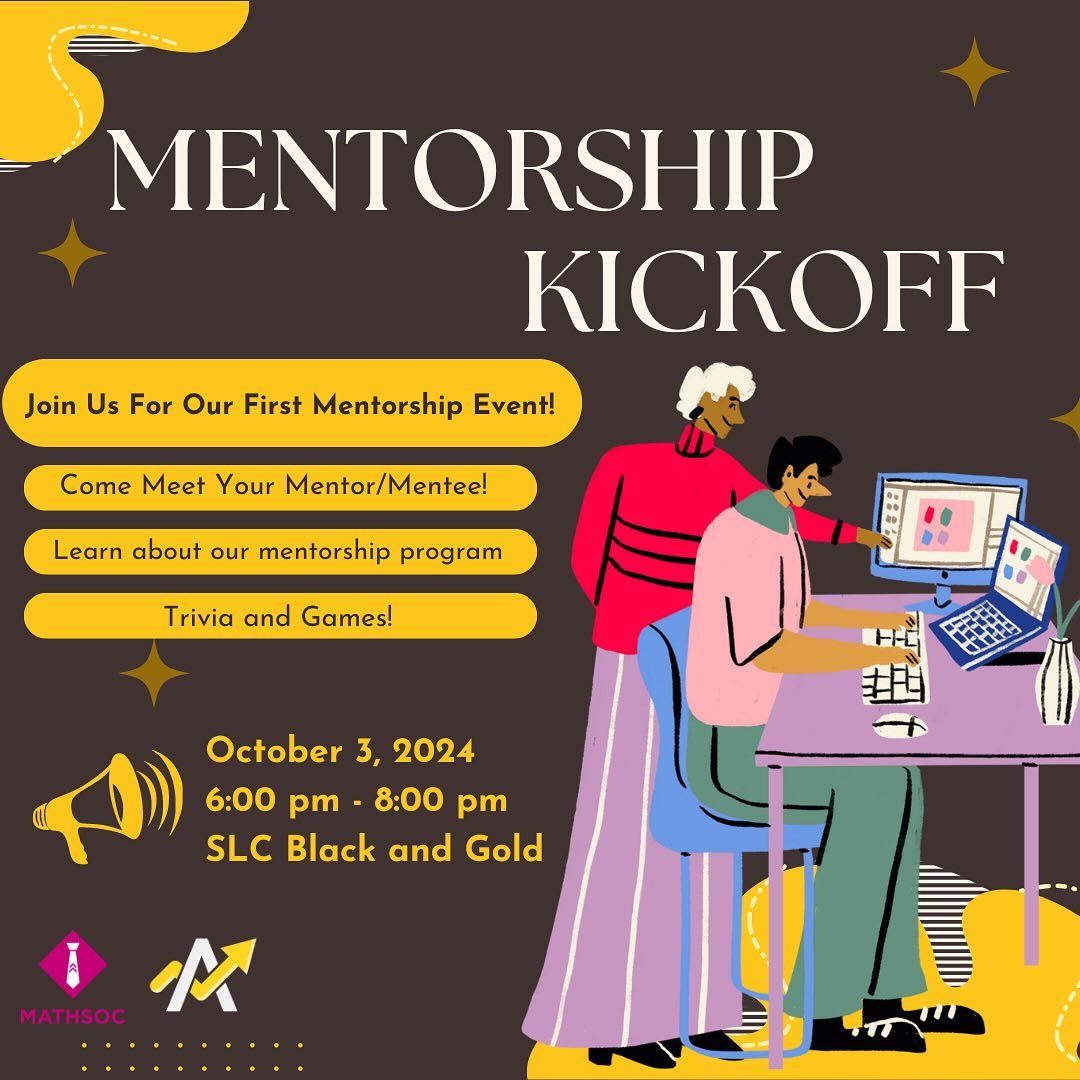 MENTORSHIP
KICKOFF
Join Us For Our First Mentorship Event!
Come Meet Your Mentor/Mentee!
Learn about our mentorship program
Trivia and Games!
October 3, 2024
6:00 pm - 8:00 pm
SLC Black and Gold
MATHSOC